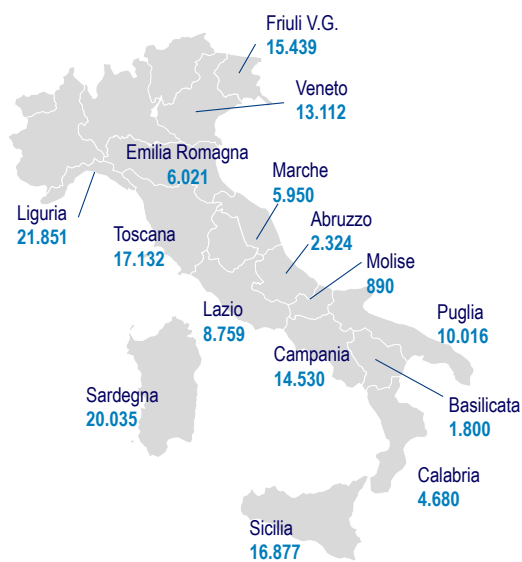 Friuli V.G.
15.439
Veneto
13.112
Emilia Romagna
6.021
Marche
5.950
Liguria
21.851
Toscana
17.132
Abruzzo
2.324
Molise
890
Lazio
8.759
Puglia
10.016
Campania
14.530
Sardegna
20.035
Basilicata
1.800
Calabria
4.680
Sicilia
16.877